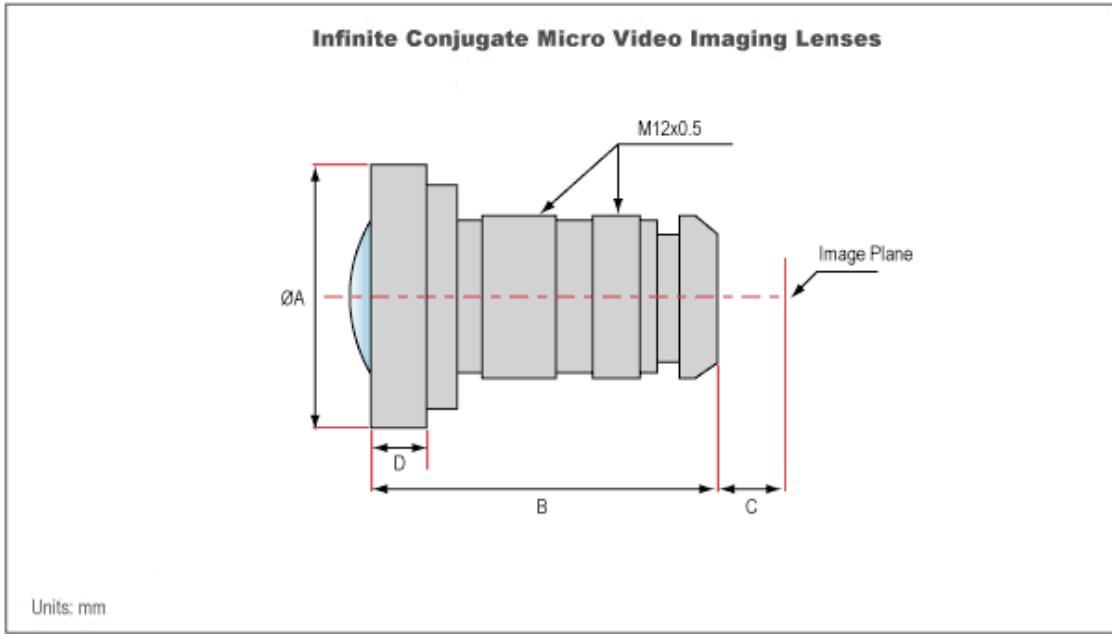 Infinite Conjugate Micro Video Imaging Lenses
M12x0.5
Image Plane
ØA
D
B
C
Units: mm